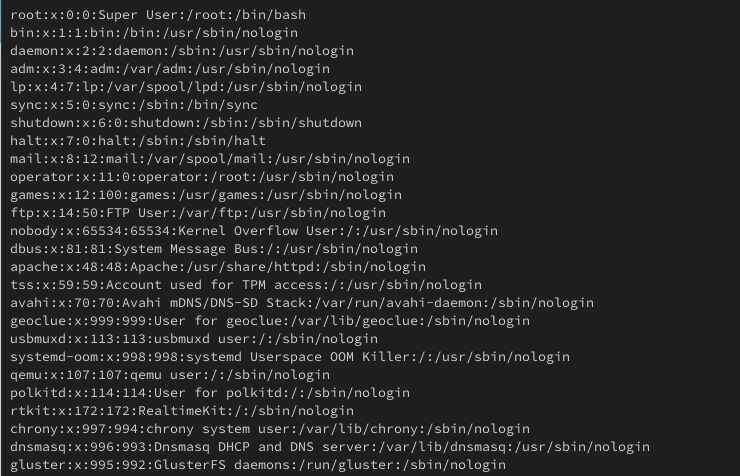 root:x:0:0:Super User:/root:/bin/bash
bin:x:1:1:bin:/bin:/usr/sbin/nologin
daemon:x:2:2:daemon:/sbin:/usr/sbin/nologin
adm:x:3:4:adm:/var/adm:/usr/sbin/nologin
lp:x:4:7:lp:/var/spool/lpd:/usr/sbin/nologin
sync:x:5:0:sync:/sbin:/bin/sync
shutdown:x:6:0:shutdown:/sbin:/sbin/shutdown
halt:x:7:0:halt:/sbin:/sbin/halt
mail:x:8:12:mail:/var/spool/mail:/usr/sbin/nologin
operator:x:11:0:operator:/root:/usr/sbin/nologin
games:x:12:100:games:/usr/games:/usr/sbin/nologin
ftp:x:14:50:FTP User:/var/ftp:/usr/sbin/nologin
nobody:x:65534:65534:Kernel Overflow User:/:/usr/sbin/nologin
dbus:x:81:81:System Message Bus:/:/usr/sbin/nologin
apache:x:48:48:Apache:/usr/share/httpd:/sbin/nologin
tss:x:59:59:Account used for TPM access:/:/usr/sbin/nologin
avahi:x:70:70:Avahi mDNS/DNS-SD Stack:/var/run/avahi-daemon:/sbin/nologin
geoclue:x:999:999:User for geoclue:/var/lib/geoclue:/sbin/nologin
usbmuxd:x:113:113:usbmuxd user:/:/sbin/nologin
systemd-oom:x:998:998:systemd Userspace OOM Killer:/:/usr/sbin/nologin
qemu:x:107:107:qemu user:/:/sbin/nologin
polkitd:x:114:114:User for polkitd:/:/sbin/nologin
rtkit:x:172:172:RealtimeKit:/:/sbin/nologin
chrony:x:997:994:chrony system user:/var/lib/chrony:/sbin/nologin
dnsmasq:x:996:993:Dnsmasq DHCP and DNS server:/var/lib/dnsmasq:/usr/sbin/nologin
gluster:x:995:992:GlusterFS daemons:/run/gluster:/sbin/nologin